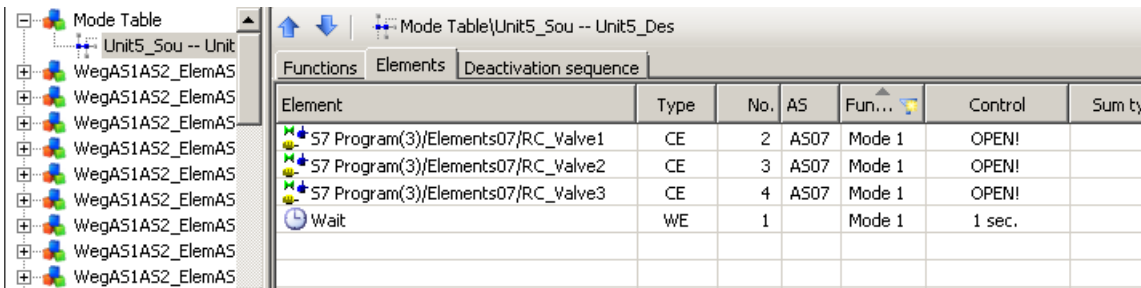 Mode Table
Unit5_Sou -- Unit
WegAS1AS2_ElemAS
WegAS1AS2_ElemAS
WegAS1AS2_ElemAS
WegAS1AS2_ElemAS
WegAS1AS2_ElemAS
WegAS1AS2_ElemAS
WegAS1AS2_ElemAS
WegAS1AS2_ElemAS
WegAS1AS2_ElemAS
Mode Table\Unit5_Sou -- Unit5_Des
Functions Elements Deactivation sequence
Element Type No. AS Fun... Control Sum ty
S7 Program(3)/Elements07/RC_Valve1 CE 2 AS07 Mode 1 OPEN!
S7 Program(3)/Elements07/RC_Valve2 CE 3 AS07 Mode 1 OPEN!
S7 Program(3)/Elements07/RC_Valve3 CE 4 AS07 Mode 1 OPEN!
Wait WE 1 Mode 1 1 sec.